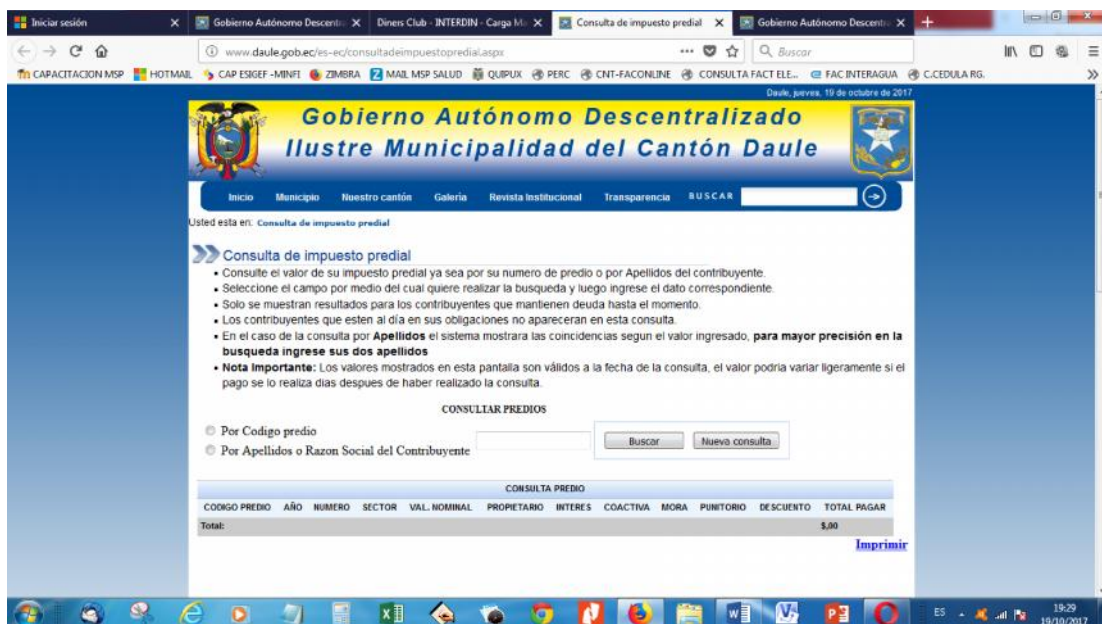 Iniciar sesión
Gobierno Autónomo Descentra
Diners Club - INTERDIN - Carga Ma
Consulta de impuesto predial
Gobierno Autónomo Descentra
www.daule.gob.ec/es-ec/consultadeimpuestopredial.aspx
Buscar
CAPACITACION MSP HOTMAIL CAP ESIGEF -MINFI ZIMBRA MAIL MSP SALUD QUIPUX PERC CNT-FACONLINE CONSULTA FACT ELE... FAC INTERAGUA C.CEDULA RG.
Daule, jueves, 19 de octubre de 2017
Gobierno Autónomo Descentralizado
Ilustre Municipalidad del Cantón Daule
Inicio Municipio Nuestro cantón Galería Revista Institucional Transparencia BUSCAR
Usted esta en: Consulta de impuesto predial
Consulta de impuesto predial
• Consulte el valor de su impuesto predial ya sea por su numero de predio o por Apellidos del contribuyente.
• Seleccione el campo por medio del cual quiere realizar la busqueda y luego ingrese el dato correspondiente.
• Solo se muestran resultados para los contribuyentes que mantienen deuda hasta el momento.
• Los contribuyentes que esten al día en sus obligaciones no apareceran en esta consulta.
• En el caso de la consulta por Apellidos el sistema mostrara las coincidencias segun el valor ingresado, para mayor precisión en la
busqueda ingrese sus dos apellidos
• Nota Importante: Los valores mostrados en esta pantalla son válidos a la fecha de la consulta, el valor podria variar ligeramente si el
pago se lo realiza dias despues de haber realizado la consulta.
CONSULTAR PREDIOS
Por Codigo predio
Por Apellidos o Razon Social del Contribuyente
Buscar Nueva consulta
CONSULTA PREDIO
CODIGO PREDIO AÑO NUMERO SECTOR VAL. NOMINAL PROPIETARIO INTERES COACTIVA MORA PUNITORIO DESCUENTO TOTAL PAGAR
Total: $,00
Imprimir
ES 19:29
19/10/2017